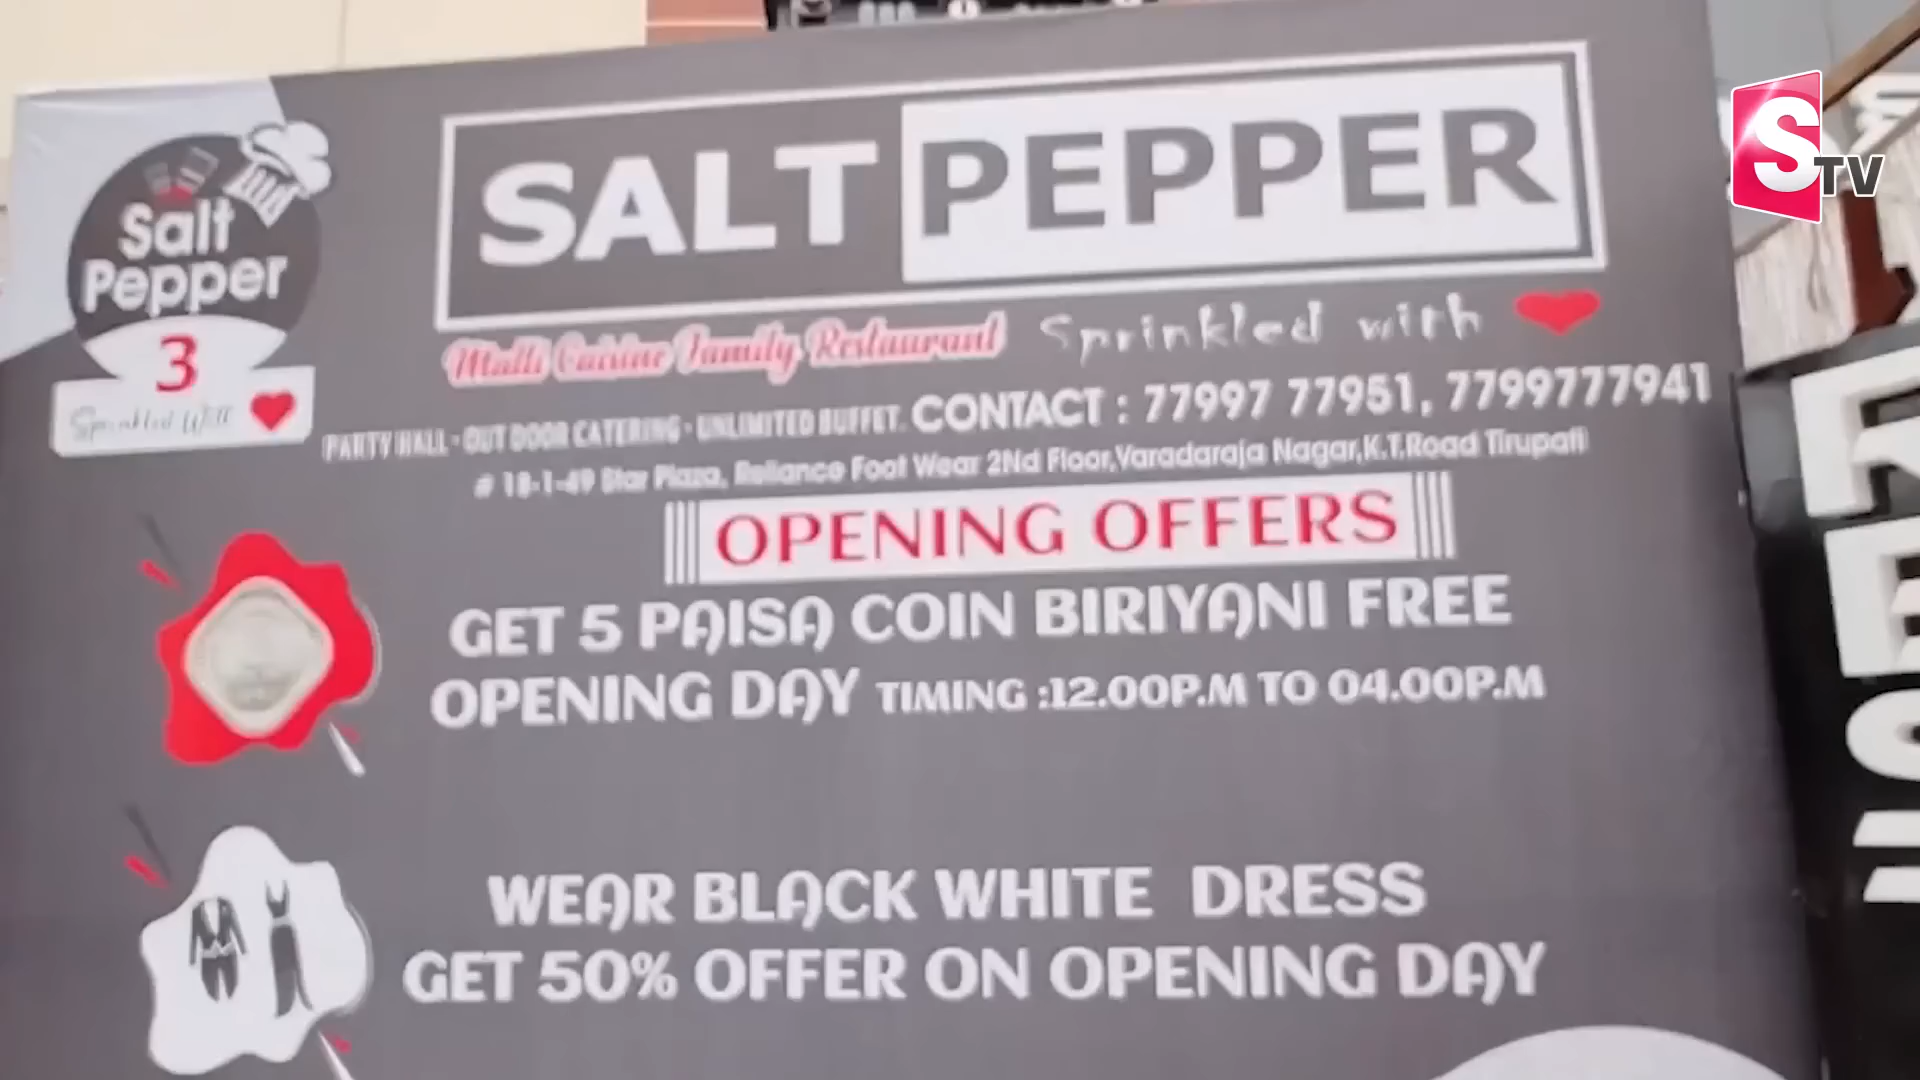 Salt
Pepper
3
Sprinkled With
SALT PEPPER
Multi Cuisine Family Restaurant Sprinkled with
PARTY HALL - OUT DOOR CATERING - UNLIMITED BUFFET. CONTACT : 77997 77951, 7799777941
# 18-1-49 Star Plaza, Reliance Foot Wear 2Nd Floor,Varadaraja Nagar,K.T.Road Tirupati
OPENING OFFERS
GET 5 PAISA COIN BIRIYANI FREE
OPENING DAY TIMING :12.00P.M TO 04.00P.M
WEAR BLACK WHITE DRESS
GET 50% OFFER ON OPENING DAY
S TV